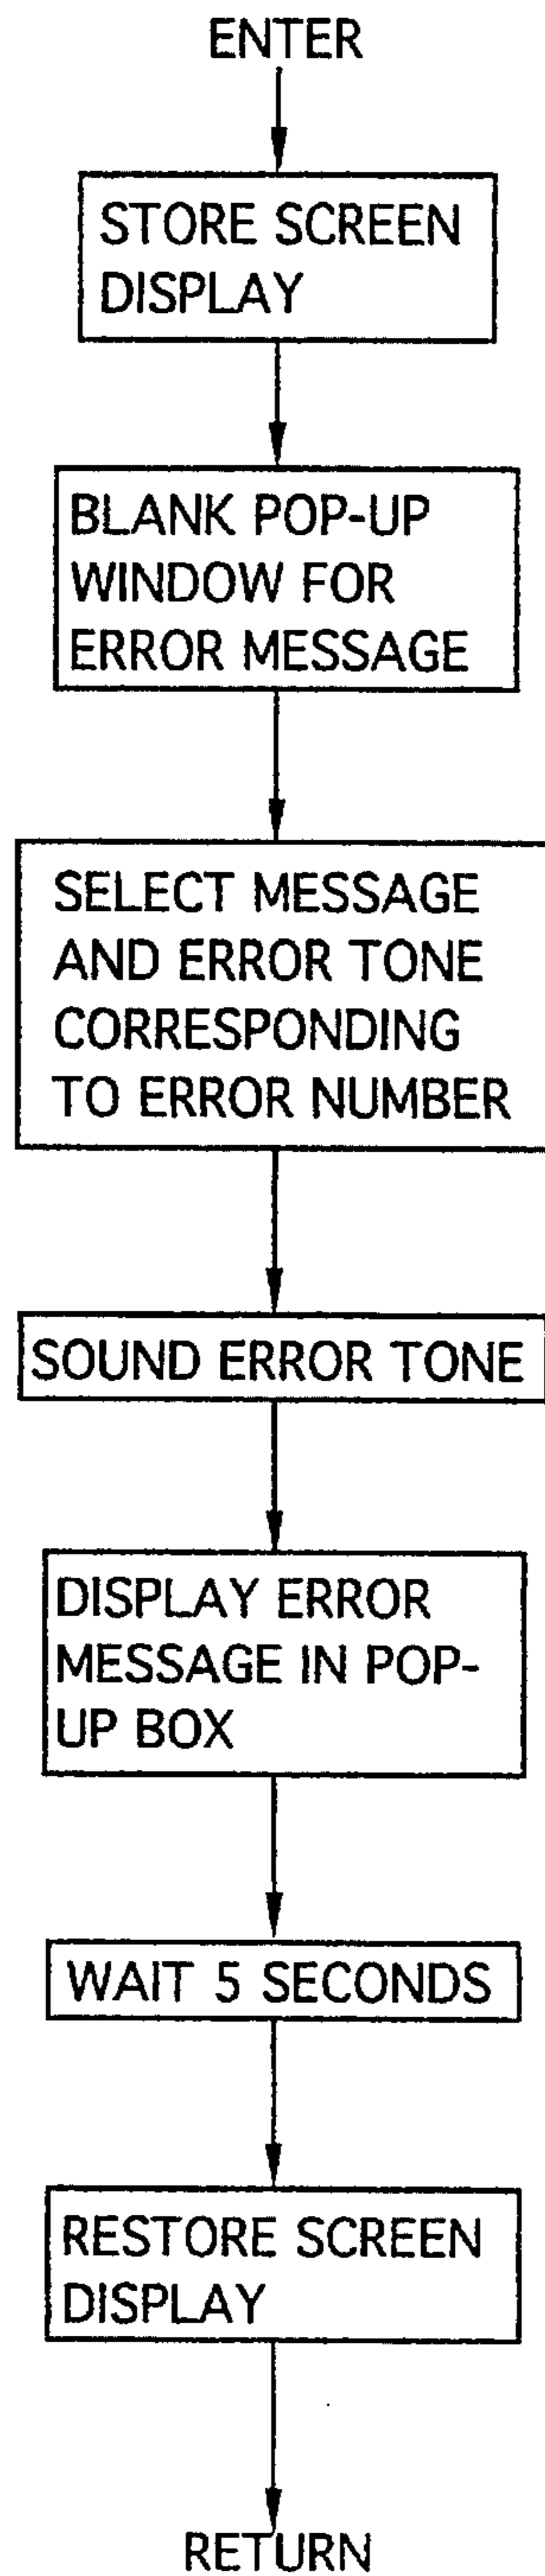 ENTER
STORE SCREEN
DISPLAY
BLANK POP-UP
WINDOW FOR
ERROR MESSAGE
SELECT MESSAGE
AND ERROR TONE
CORRESPONDING
TO ERROR NUMBER
SOUND ERROR TONE
DISPLAY ERROR
MESSAGE IN POP-
UP BOX
WAIT 5 SECONDS
RESTORE SCREEN
DISPLAY
RETURN